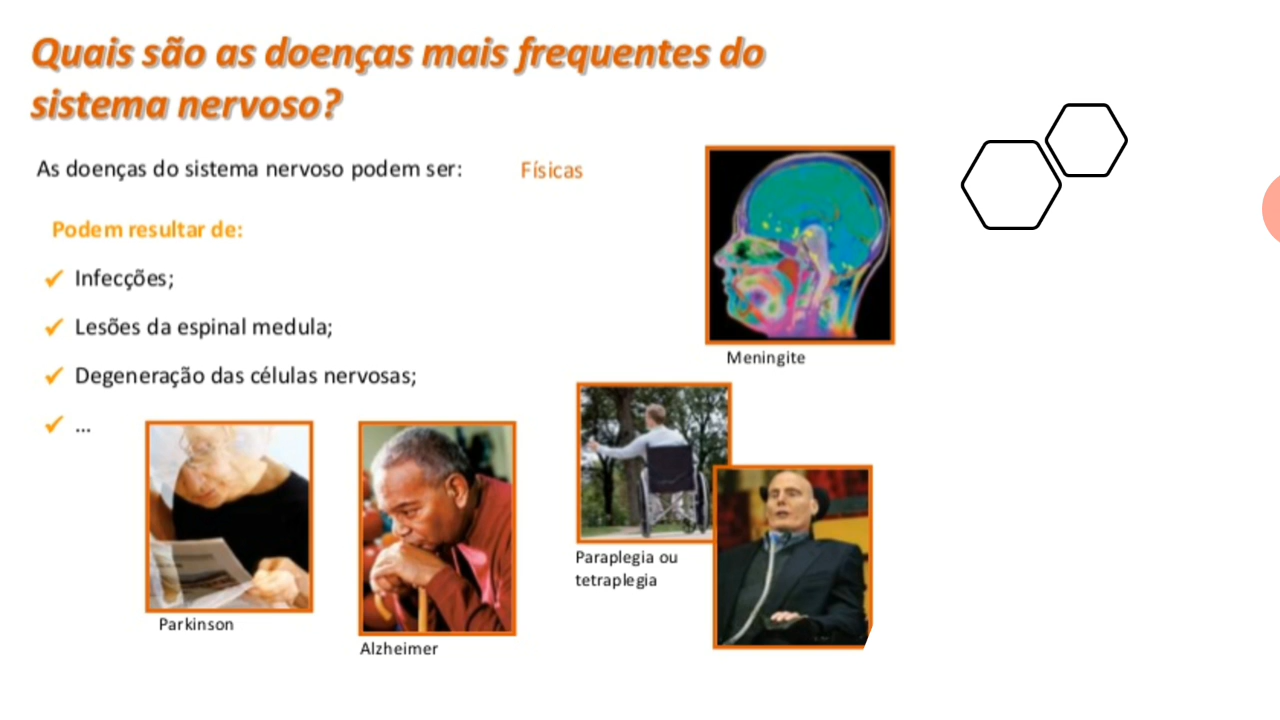 Quais são as doenças mais frequentes do
sistema nervoso?
As doenças do sistema nervoso podem ser: Físicas
Podem resultar de:
✔ Infecções;
✔ Lesões da espinal medula;
✔ Degeneração das células nervosas;
✔ ...
Meningite
Paraplegia ou
tetraplegia
Parkinson
Alzheimer